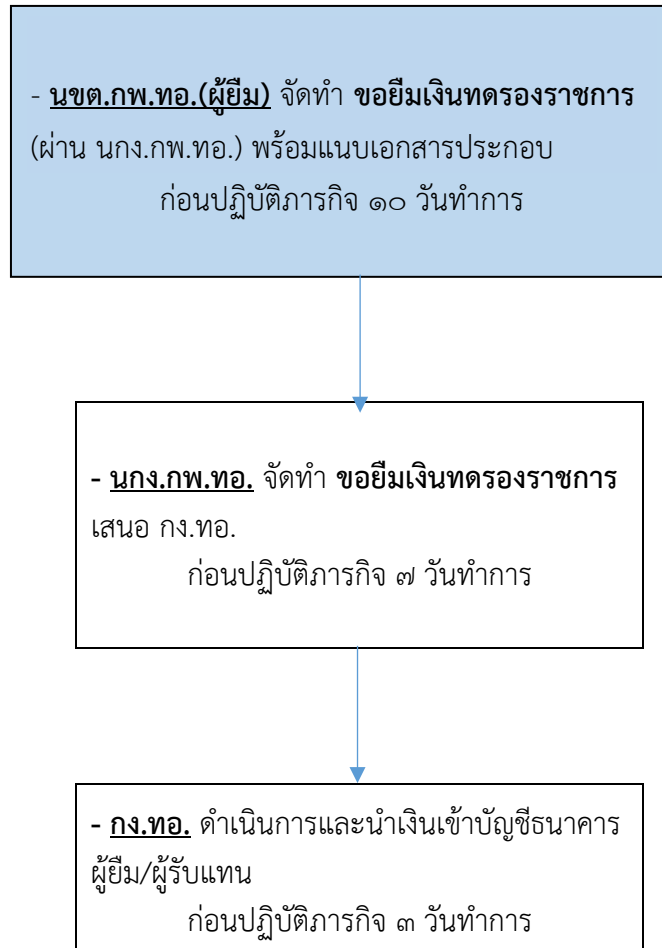 - นขต.กพ.ทอ.(ผู้ยืม) จัดทำ ขอยืมเงินทดรองราชการ
(ผ่าน นกง.กพ.ทอ.) พร้อมแนบเอกสารประกอบ
ก่อนปฏิบัติภารกิจ ๑๐ วันทำการ
- นกง.กพ.ทอ. จัดทำ ขอยืมเงินทดรองราชการ
เสนอ กง.ทอ.
ก่อนปฏิบัติภารกิจ ๗ วันทำการ
- กง.ทอ. ดำเนินการและนำเงินเข้าบัญชีธนาคาร
ผู้ยืม/ผู้รับแทน
ก่อนปฏิบัติภารกิจ ๓ วันทำการ